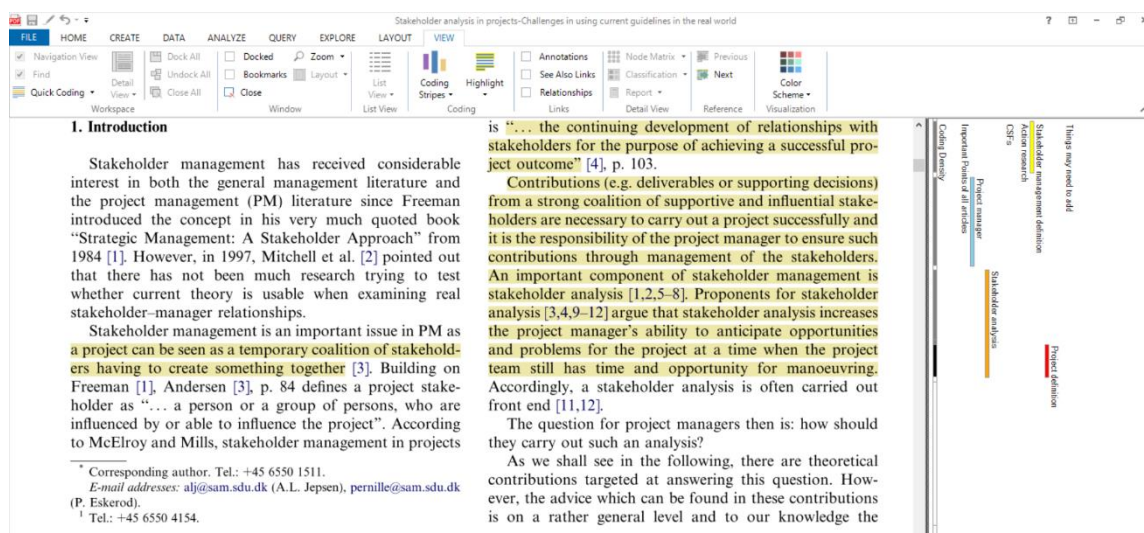 Stakeholder analysis in projects-Challenges in using current guidelines in the real world
FILE HOME CREATE DATA ANALYZE QUERY EXPLORE LAYOUT VIEW
Navigation View
Find
Quick Coding
Detail View
Workspace
Dock All
Undock All
Close All
Docked
Bookmarks
Close
Zoom
Layout
Window
List View
List View
Coding Stripes
Highlight
Coding
Annotations
See Also Links
Relationships
Links
Node Matrix
Classification
Report
Detail View
Previous
Next
Reference
Color Scheme
Visualization
1. Introduction
Stakeholder management has received considerable
interest in both the general management literature and
the project management (PM) literature since Freeman
introduced the concept in his very much quoted book
“Strategic Management: A Stakeholder Approach” from
1984 [1]. However, in 1997, Mitchell et al. [2] pointed out
that there has not been much research trying to test
whether current theory is usable when examining real
stakeholder–manager relationships.
Stakeholder management is an important issue in PM as
a project can be seen as a temporary coalition of stakehold-
ers having to create something together [3]. Building on
Freeman [1], Andersen [3], p. 84 defines a project stake-
holder as “… a person or a group of persons, who are
influenced by or able to influence the project”. According
to McElroy and Mills, stakeholder management in projects
* Corresponding author. Tel.: +45 6550 1511.
E-mail addresses: alj@sam.sdu.dk (A.L. Jepsen), pernille@sam.sdu.dk
(P. Eskerod).
1 Tel.: +45 6550 4154.
is “… the continuing development of relationships with
stakeholders for the purpose of achieving a successful pro-
ject outcome” [4], p. 103.
Contributions (e.g. deliverables or supporting decisions)
from a strong coalition of supportive and influential stake-
holders are necessary to carry out a project successfully and
it is the responsibility of the project manager to ensure such
contributions through management of the stakeholders.
An important component of stakeholder management is
stakeholder analysis [1,2,5–8]. Proponents for stakeholder
analysis [3,4,9–12] argue that stakeholder analysis increases
the project manager’s ability to anticipate opportunities
and problems for the project at a time when the project
team still has time and opportunity for manoeuvring.
Accordingly, a stakeholder analysis is often carried out
front end [11,12].
The question for project managers then is: how should
they carry out such an analysis?
As we shall see in the following, there are theoretical
contributions targeted at answering this question. How-
ever, the advice which can be found in these contributions
is on a rather general level and to our knowledge the
Things may need to add
Stakeholder management definition
Action research
CSFs
Project manager
Important Points of all articles
Coding Density
Stakeholder analysis
Project definition